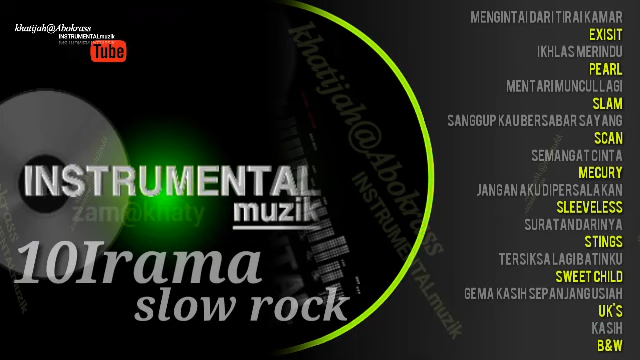 khatijah@Abokrass
INSTRUMENTALmuzik
Tube
INSTRUMENTAL
zam@khaty
muzik
10Irama
slow rock
khatijah@Abokrass
INSTRUMENTALmuzik
MENGINTAI DARI TIRAI KAMAR
EXISIT
IKHLAS MERINDU
PEARL
MENTARI MUNCUL LAGI
SLAM
SANGGUP KAU BERSABAR SAYANG
SCAN
SEMANGAT CINTA
MECURY
JANGAN AKU DIPERSALAKAN
SLEEVELESS
SURATAN DARINYA
STINGS
TERSIKSA LAGI BATINKU
SWEET CHILD
GEMA KASIH SEPANJANG USIAH
UK'S
KASIH
B&W